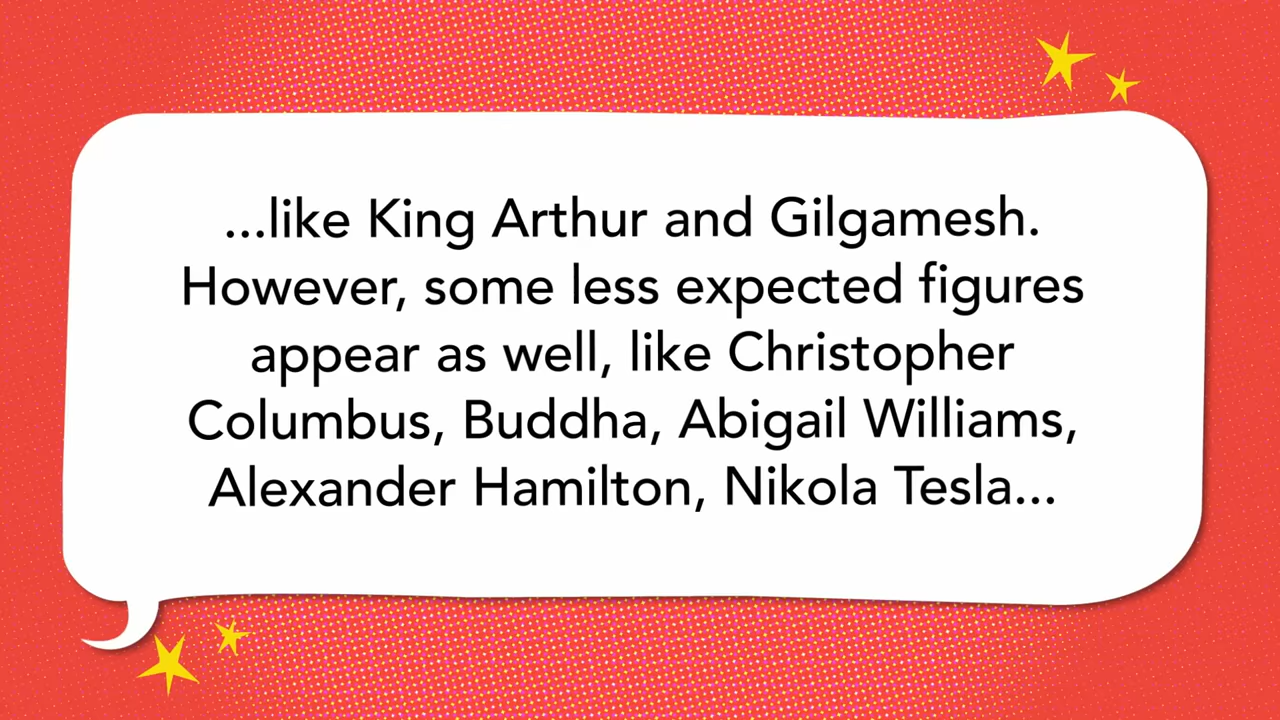 ...like King Arthur and Gilgamesh.
However, some less expected figures
appear as well, like Christopher
Columbus, Buddha, Abigail Williams,
Alexander Hamilton, Nikola Tesla...